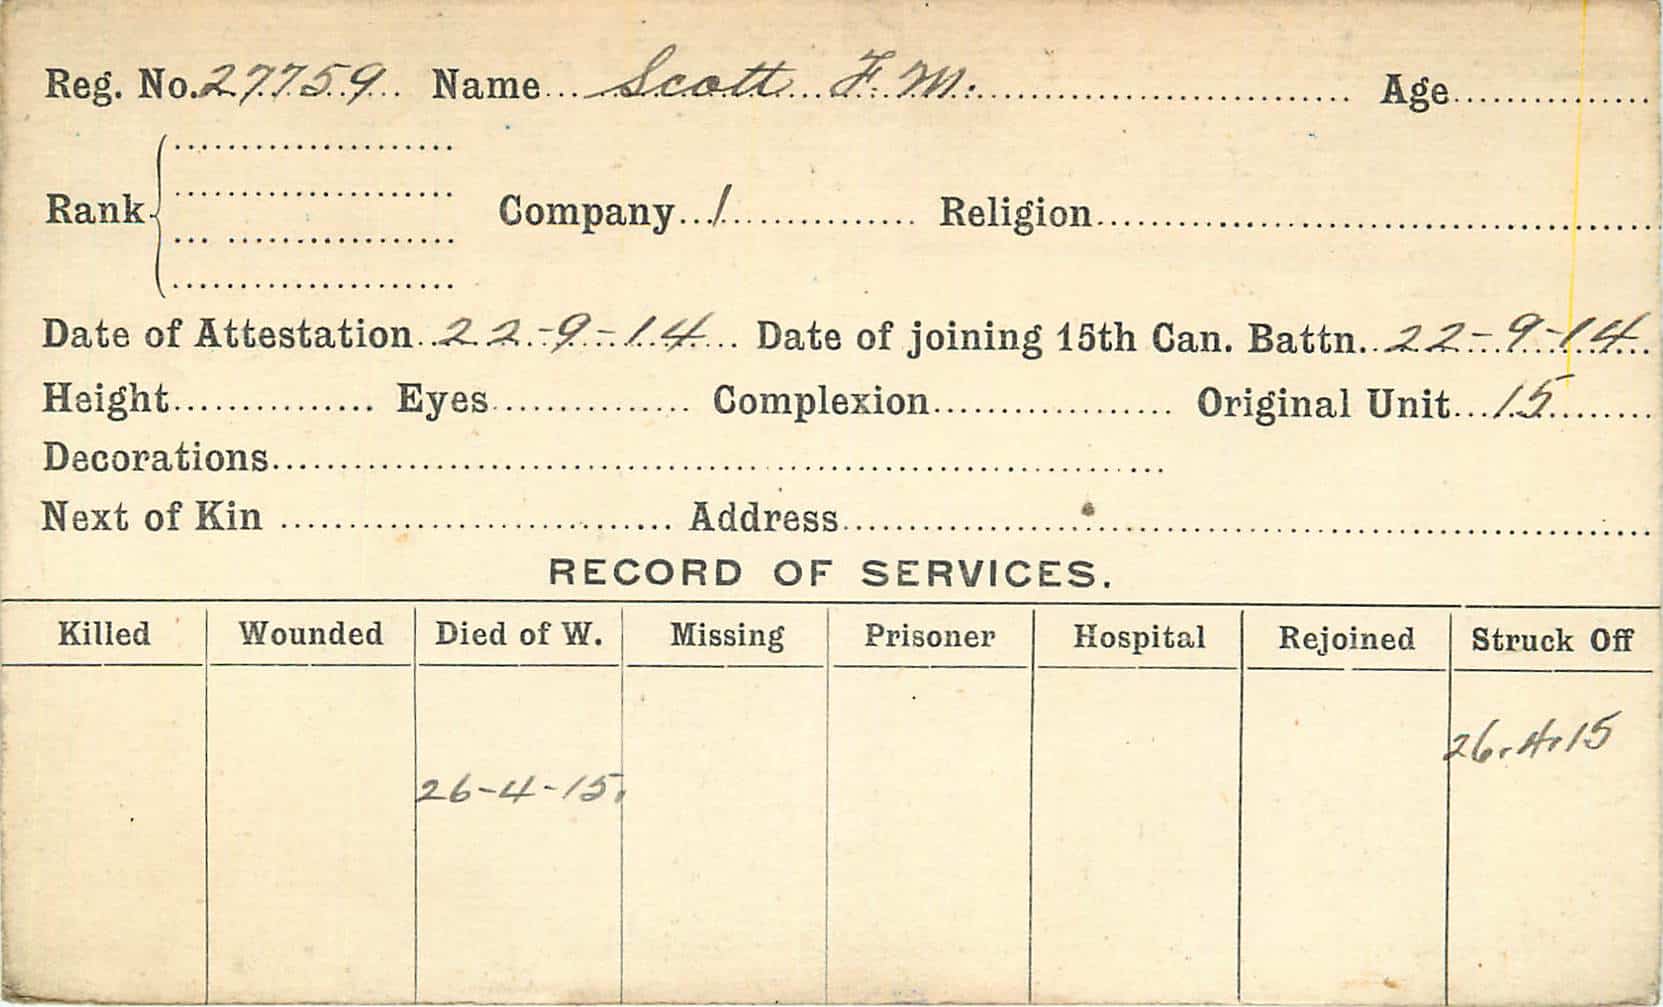 Reg. No. 27759 Name Scott F. M. Age
Rank Company 1 Religion
Date of Attestation 22-9-14 Date of joining 15th Can. Battn. 22-9-14
Height Eyes Complexion Original Unit 15
Decorations
Next of Kin Address
RECORD OF SERVICES.
Killed Wounded Died of W. Missing Prisoner Hospital Rejoined Struck Off
26.4.15
26-4-15.